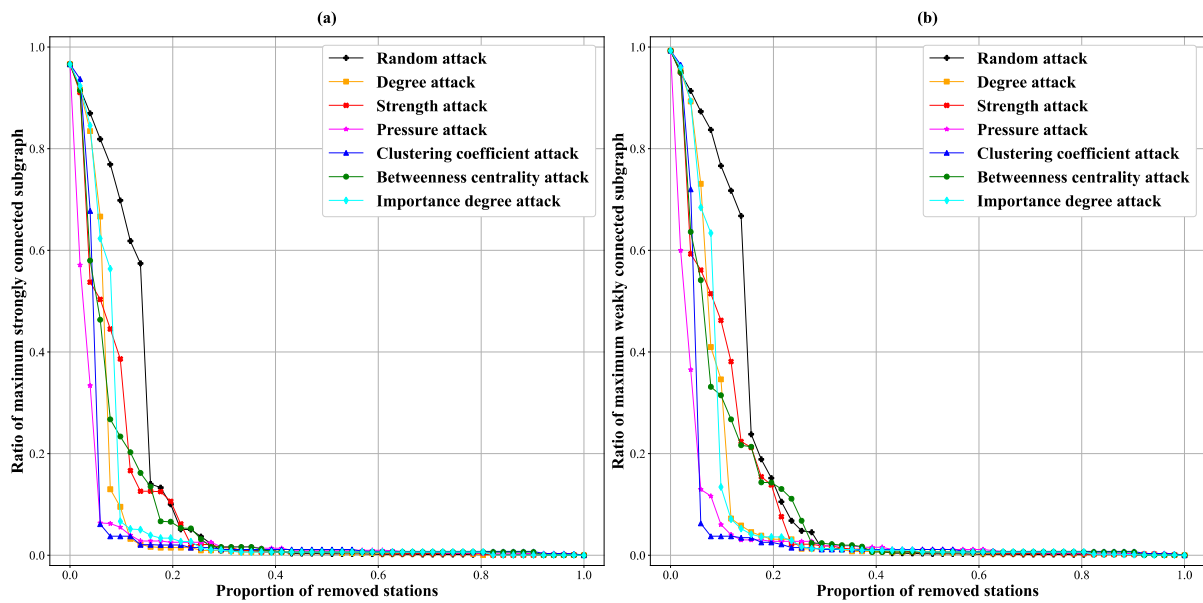 (a)
Ratio of maximum strongly connected subgraph
1.0
0.8
0.6
0.4
0.2
0.0
Random attack
Degree attack
Strength attack
Pressure attack
Clustering coefficient attack
Betweenness centrality attack
Importance degree attack
0.0 0.2 0.4 0.6 0.8 1.0
Proportion of removed stations
(b)
Ratio of maximum weakly connected subgraph
1.0
0.8
0.6
0.4
0.2
0.0
Random attack
Degree attack
Strength attack
Pressure attack
Clustering coefficient attack
Betweenness centrality attack
Importance degree attack
0.0 0.2 0.4 0.6 0.8 1.0
Proportion of removed stations